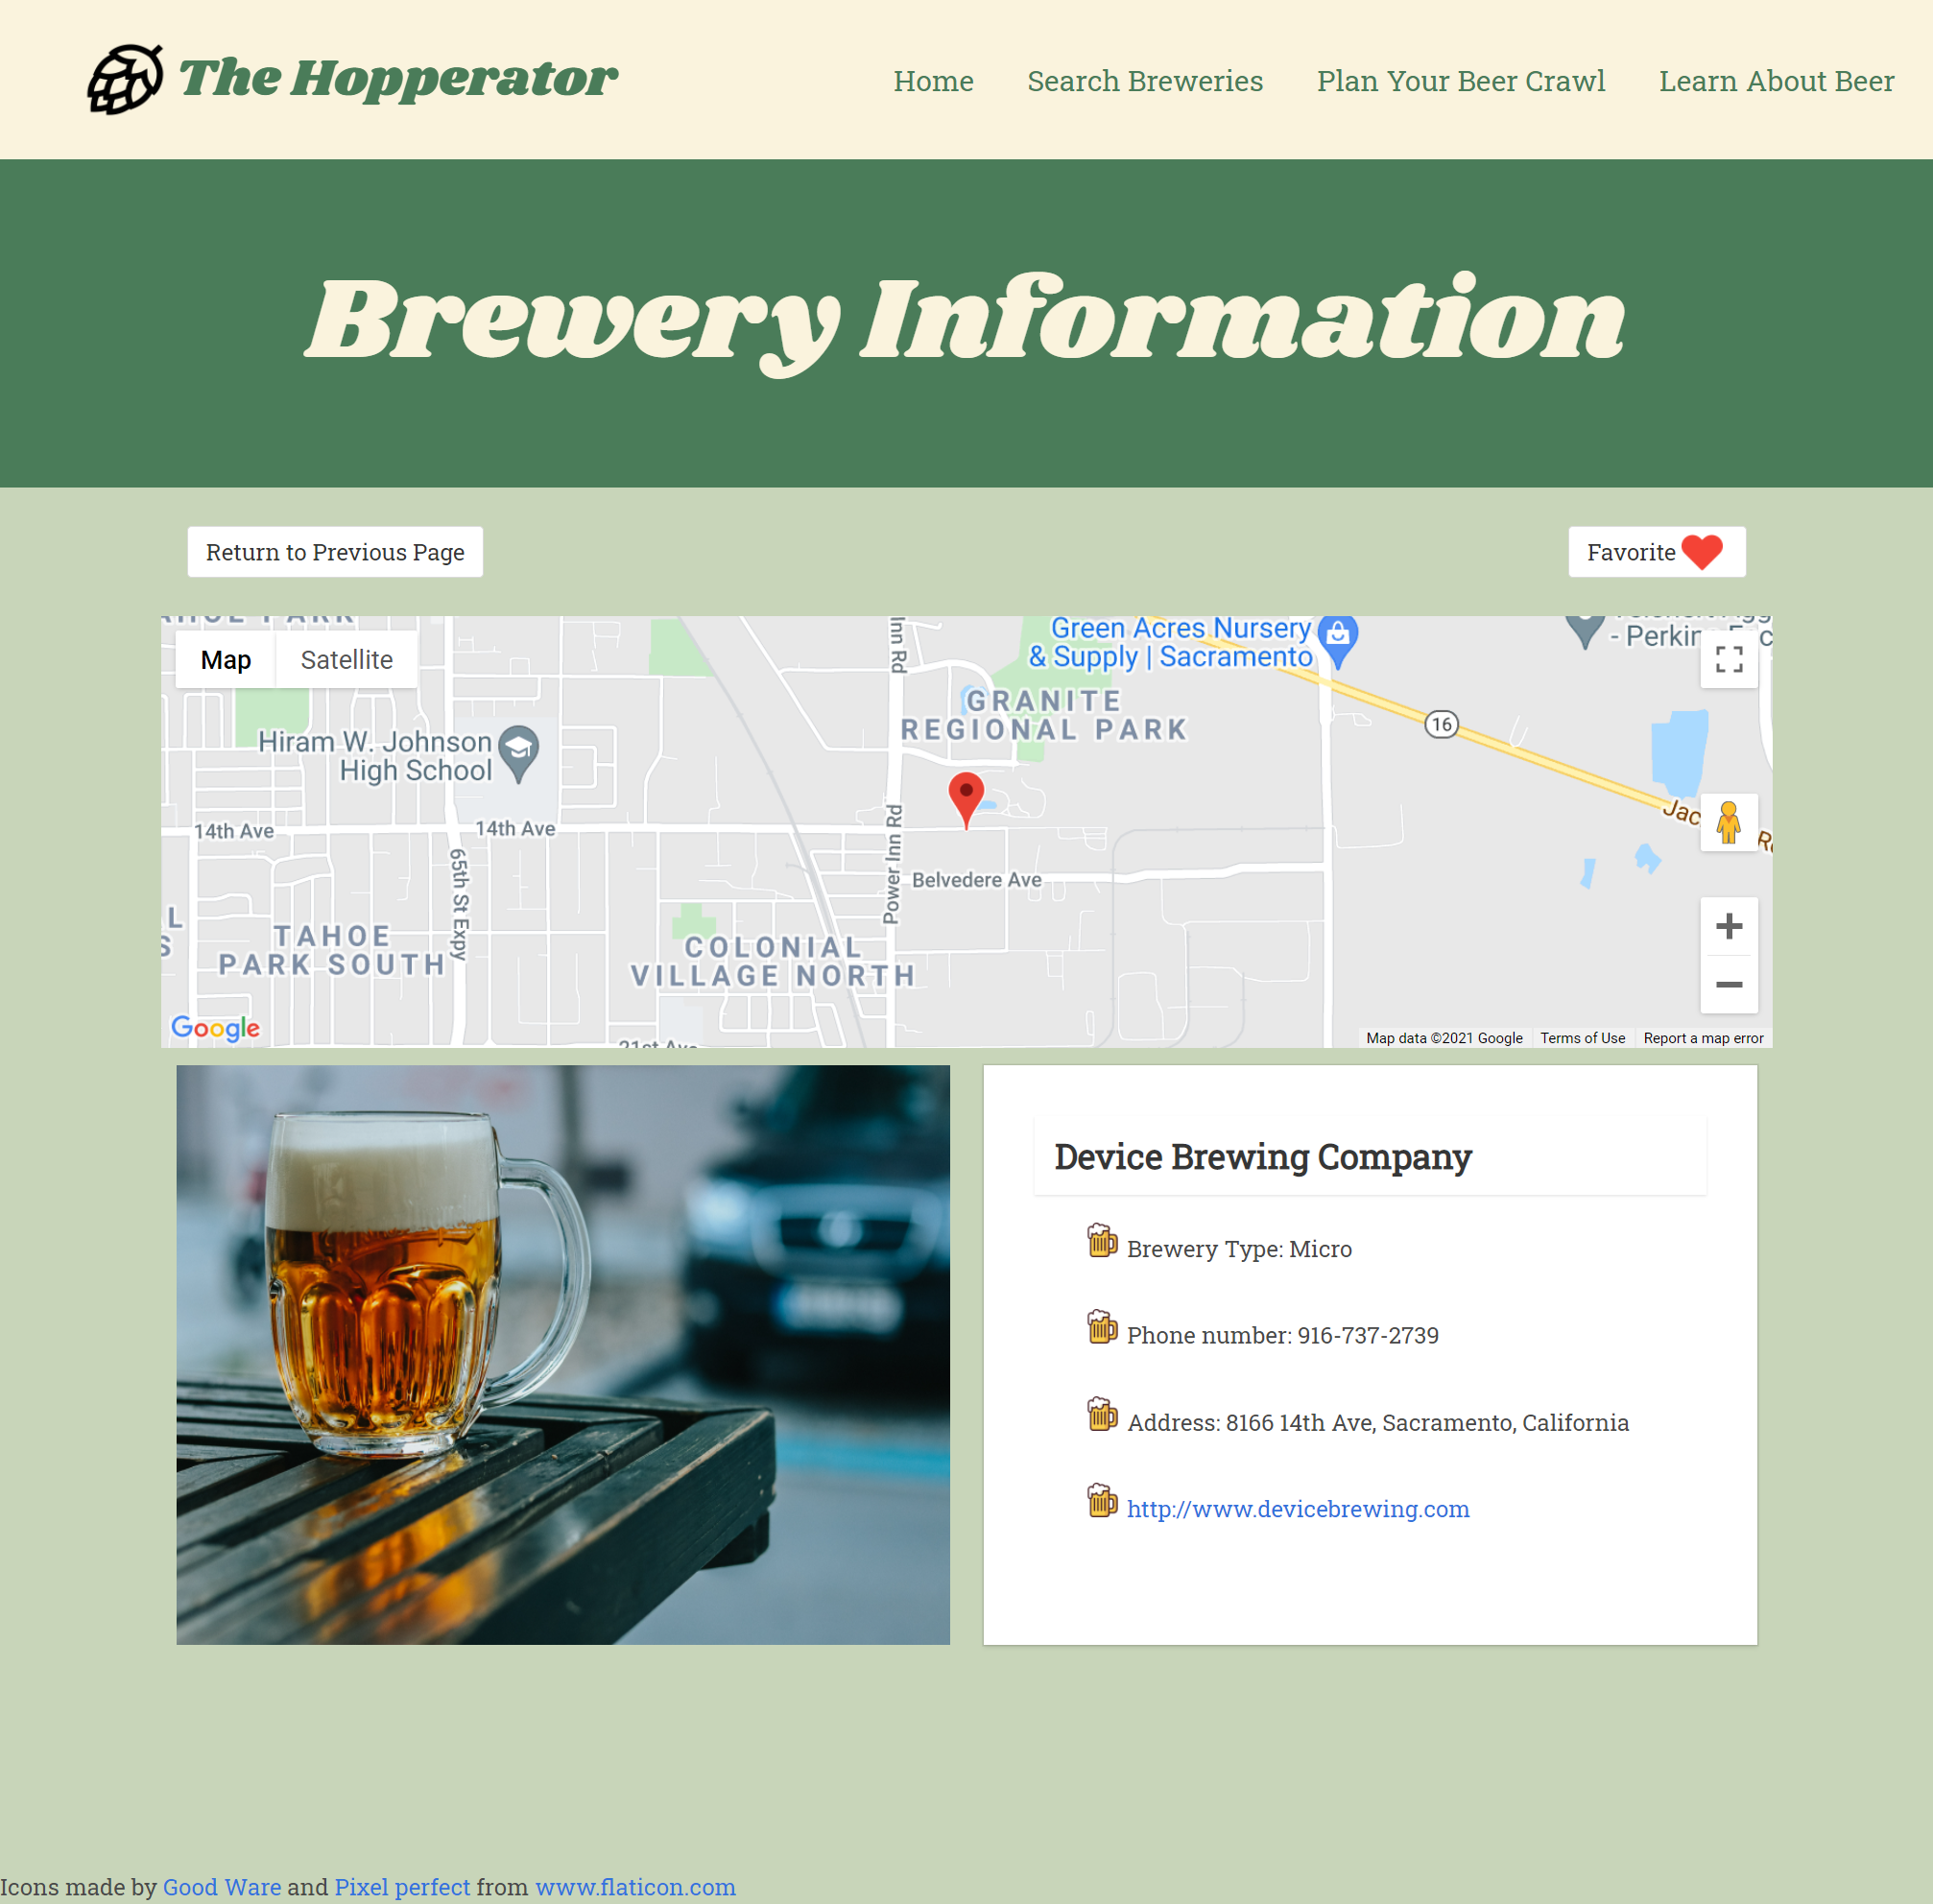 The Hopperator
Home
Search Breweries
Plan Your Beer Crawl
Learn About Beer
Brewery Information
Return to Previous Page
Favorite
Map
Satellite
Inn Rd
Green Acres Nursery
& Supply | Sacramento
GRANITE
REGIONAL PARK
16
Hiram W. Johnson
High School
14th Ave
14th Ave
65th St Expy
Power Inn Rd
Belvedere Ave
TAHOE
PARK SOUTH
COLONIAL
VILLAGE NORTH
21st Ave
Google
Map data ©2021 Google
Terms of Use
Report a map error
Device Brewing Company
Brewery Type: Micro
Phone number: 916-737-2739
Address: 8166 14th Ave, Sacramento, California
http://www.devicebrewing.com
Icons made by Good Ware and Pixel perfect from www.flaticon.com